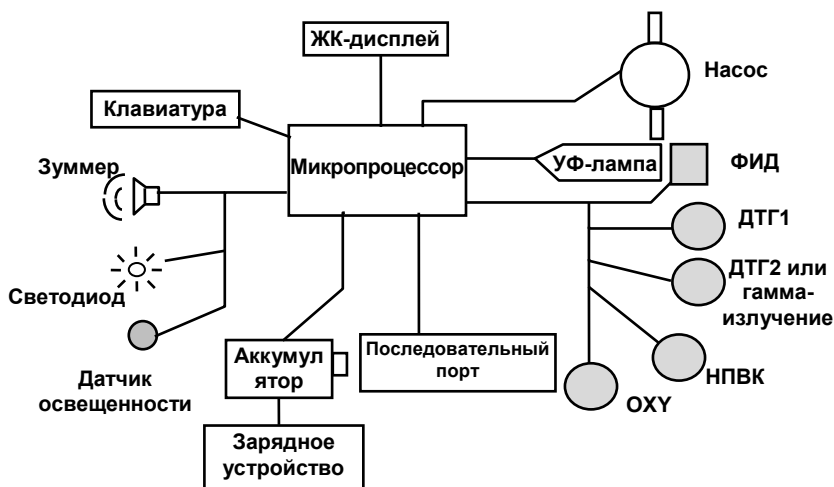 ЖК-дисплей
Насос
Клавиатура
Зуммер
Микропроцессор
УФ-лампа
ФИД
ДТГ1
ДТГ2 или
гамма-
излучение
Светодиод
Датчик
освещенности
Аккумул
ятор
Последовательный
порт
НПВК
OXY
Зарядное
устройство